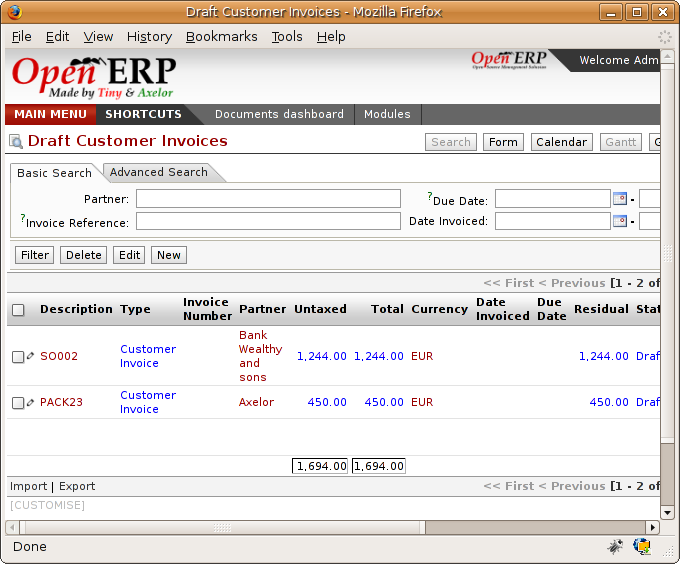 Draft Customer Invoices - Mozilla Firefox
File Edit View History Bookmarks Tools Help
Open ERP
Made by Tiny & Axelor
Open ERP
Open Source Management Solution
Welcome Adm
MAIN MENU SHORTCUTS Documents dashboard Modules
Draft Customer Invoices Search Form Calendar Gantt G
Basic Search Advanced Search
Partner: ? Due Date: -
? Invoice Reference: Date Invoiced: -
Filter Delete Edit New
<< First < Previous [1 - 2 of
Description Type Invoice Number Partner Untaxed Total Currency Date Invoiced Due Date Residual Stat
SO002 Customer Invoice Bank Wealthy and sons 1,244.00 1,244.00 EUR 1,244.00 Draf
PACK23 Customer Invoice Axelor 450.00 450.00 EUR 450.00 Draf
1,694.00 1,694.00
Import | Export << First < Previous [1 - 2 of
[CUSTOMISE]
Done